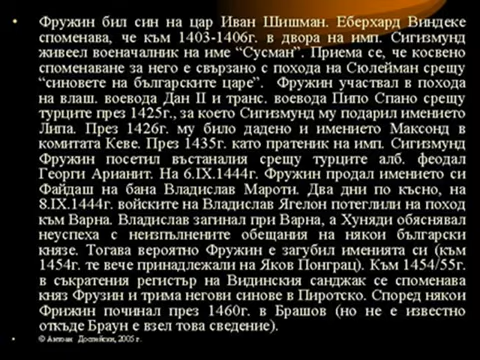 • Фружин бил син на цар Иван Шишман. Еберхард Виндеке
споменава, че към 1403-1406г. в двора на имп. Сигизмунд
живеел военачалник на име “Сусман”. Приема се, че косвено
споменаване за него е свързано с похода на Сюлейман срещу
“синовете на българските царе”. Фружин участвал в похода
на влаш. воевода Дан II и транс. воевода Пипо Спано срещу
турците през 1425г., за което Сигизмунд му подарил имението
Липа. През 1426г. му било дадено и имението Максонд в
комитата Кеве. През 1435г. като пратеник на имп. Сигизмунд
Фружин посетил въсталия срещу турците алб. феодал
Георги Арианит. На 6.IX.1444г. Фружин продал имението си
Файдаш на бана Владислав Мароти. Два дни по късно, на
8.IX.1444г. войските на Владислав Ягелон потеглили на поход
към Варна. Владислав загинал при Варна, а Хуняди обяснявал
неуспеха с неизпълнените обещания на някои български
князе. Тогава вероятно Фружин е загубил именията си (към
1454г. те вече принадлежали на Яков Понграц). Към 1454/55г.
в съкратения регистър на Видинския санджак се споменава
княз Фрузин и трима негови синове в Пиротско. Според някои
Фрижин починал през 1460г. в Брашов (но не е известно
откъде Браун е взел това сведение).
• © Антоан Доспейски, 2005 г.